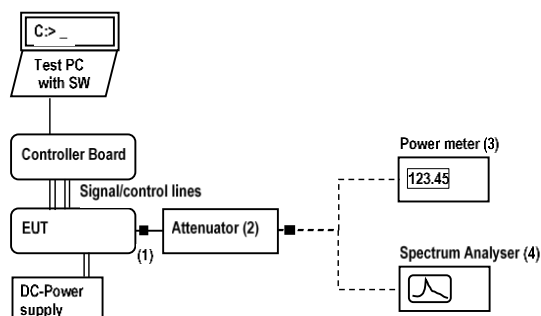 C:> _
Test PC
with SW
Controller Board
Signal/control lines
EUT
(1)
Attenuator (2)
Power meter (3)
123.45
Spectrum Analyser (4)
DC-Power
supply